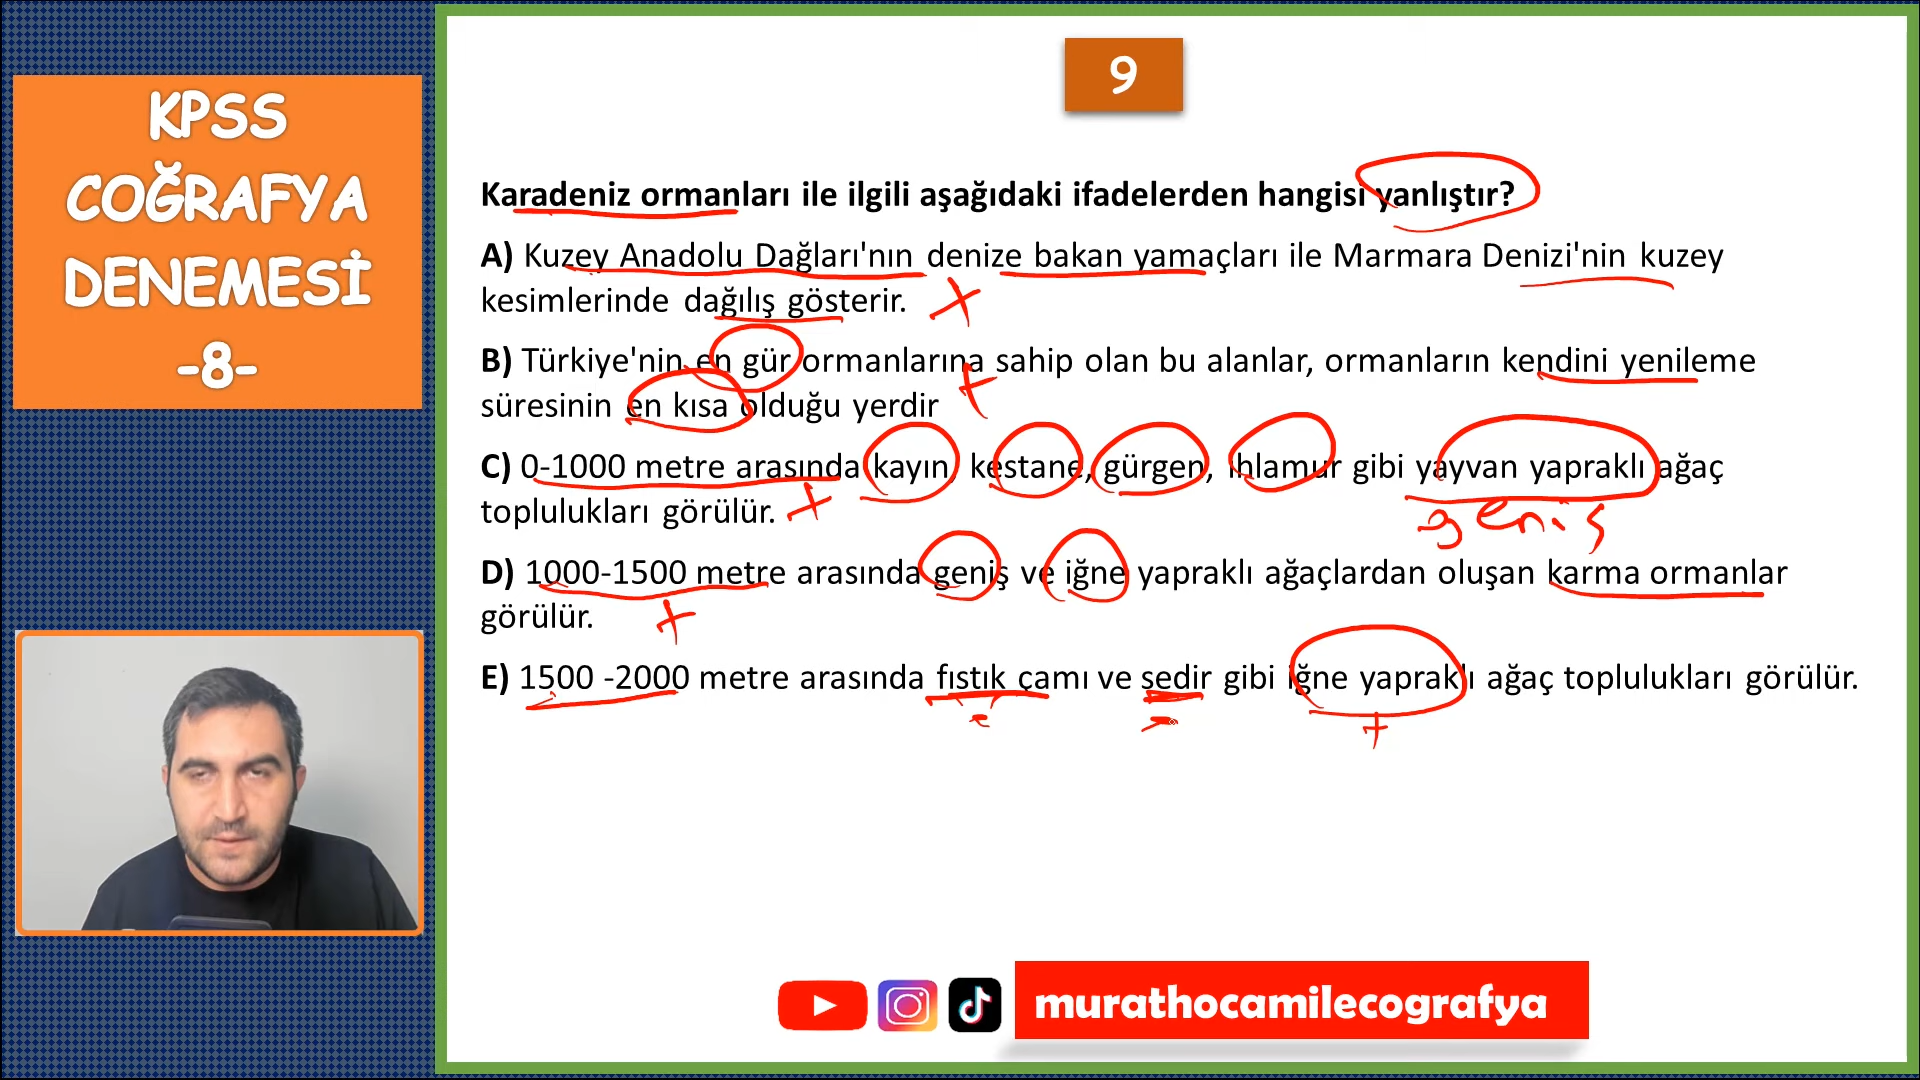 KPSS
COĞRAFYA
DENEMESİ
-8-
9
Karadeniz ormanları ile ilgili aşağıdaki ifadelerden hangisi yanlıştır?
A) Kuzey Anadolu Dağları'nın denize bakan yamaçları ile Marmara Denizi'nin kuzey
kesimlerinde dağılış gösterir.
B) Türkiye'nin en gür ormanlarına sahip olan bu alanlar, ormanların kendini yenileme
süresinin en kısa olduğu yerdir
C) 0-1000 metre arasında kayın, kestane, gürgen, ıhlamur gibi yayvan yapraklı ağaç
toplulukları görülür.
geniş
D) 1000-1500 metre arasında geniş ve iğne yapraklı ağaçlardan oluşan karma ormanlar
görülür.
E) 1500 -2000 metre arasında fıstık çamı ve sedir gibi iğne yapraklı ağaç toplulukları görülür.
murathocamilecografya